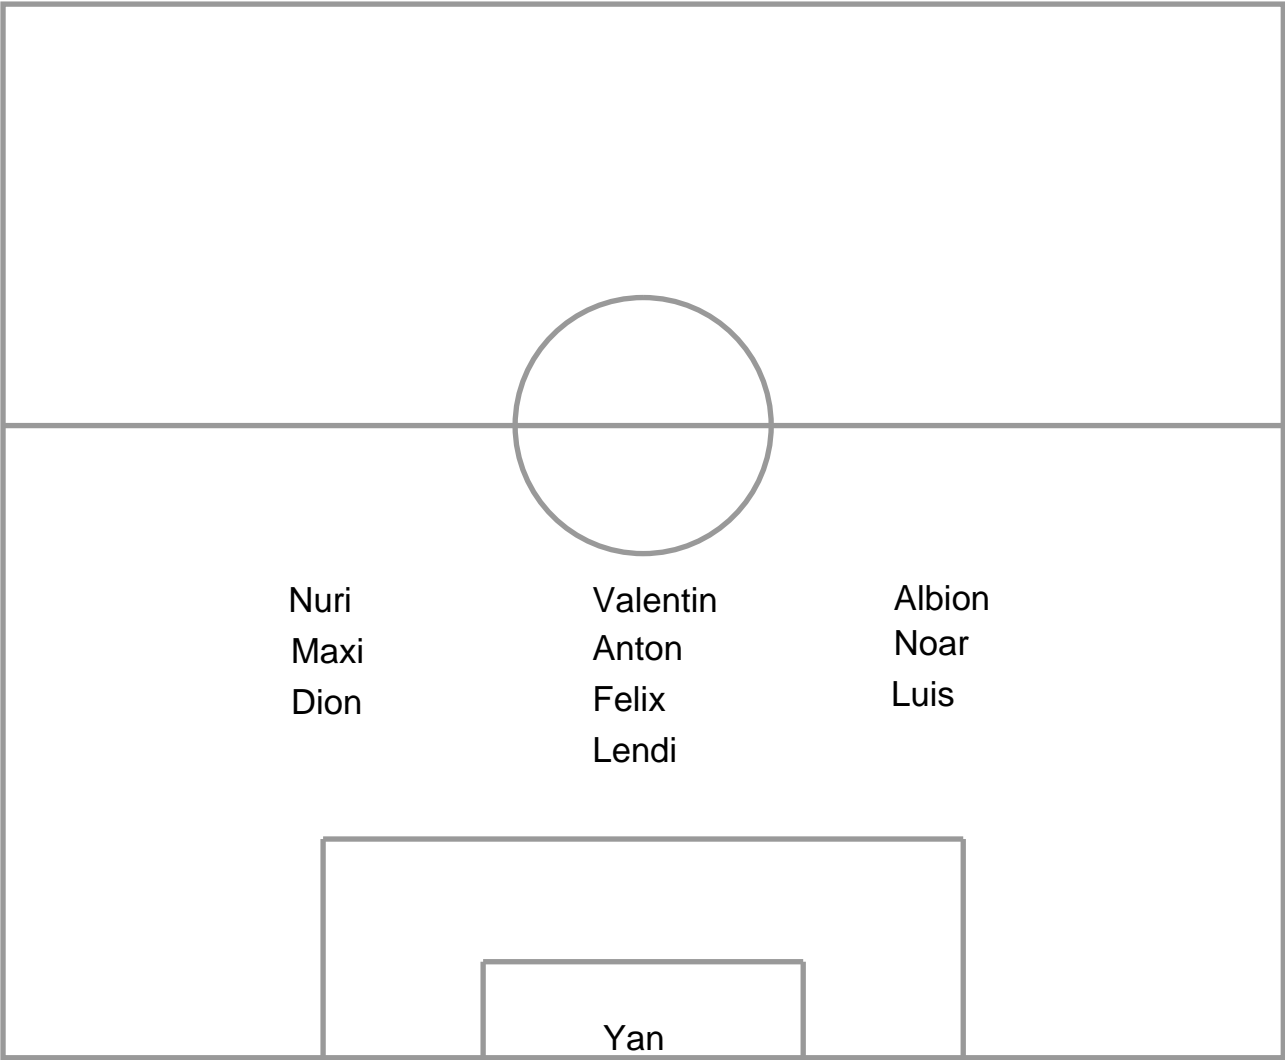 Nuri Valentin Albion
Maxi Anton Noar
Dion Felix Luis
Lendi
Yan